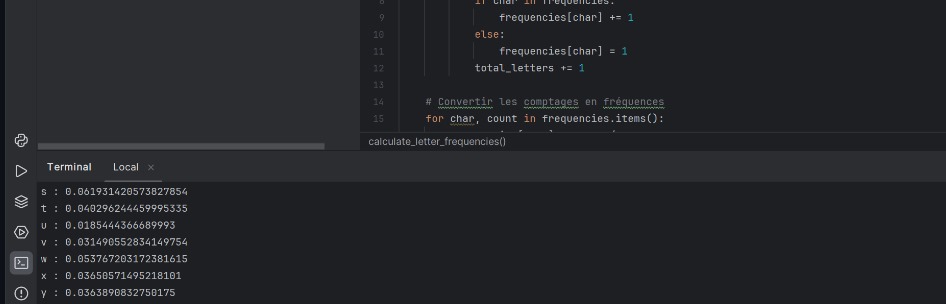 8 if char in frequencies:
9 frequencies[char] += 1
10 else:
11 frequencies[char] = 1
12 total_letters += 1
13
14 # Convertir les comptages en fréquences
15 for char, count in frequencies.items():
calculate_letter_frequencies()
Terminal Local ×
s : 0.061931420573827854
t : 0.040296244459995335
u : 0.0185444366689993
v : 0.031490552834149754
w : 0.053767203172381615
x : 0.03650571495218101
y : 0.0363890832750175